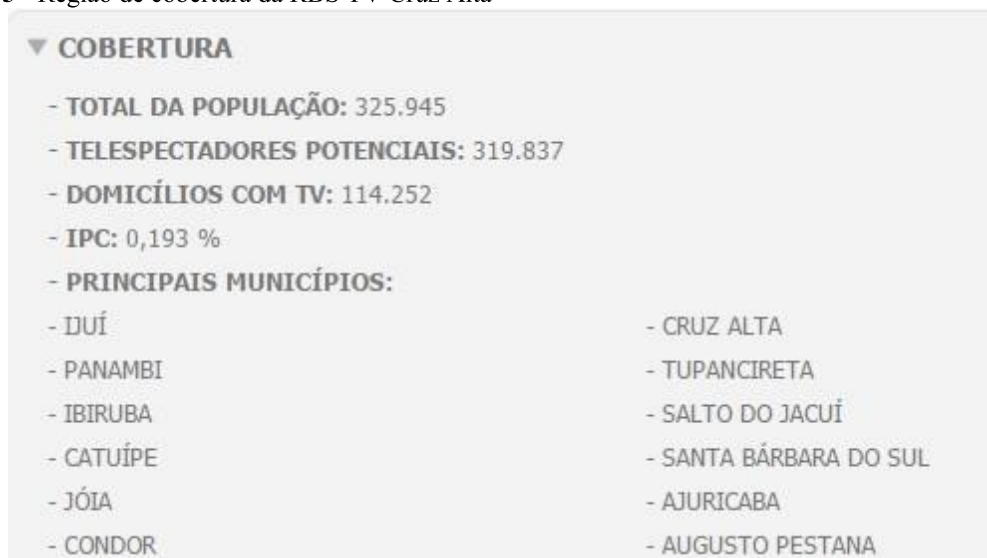 COBERTURA
- TOTAL DA POPULAÇÃO: 325.945
- TELESPECTADORES POTENCIAIS: 319.837
- DOMICÍLIOS COM TV: 114.252
- IPC: 0,193 %
- PRINCIPAIS MUNICÍPIOS:
- IJUÍ - CRUZ ALTA
- PANAMBI - TUPANCIRETA
- IBIRUBA - SALTO DO JACUÍ
- CATUÍPE - SANTA BÁRBARA DO SUL
- JÓIA - AJURICABA
- CONDOR - AUGUSTO PESTANA